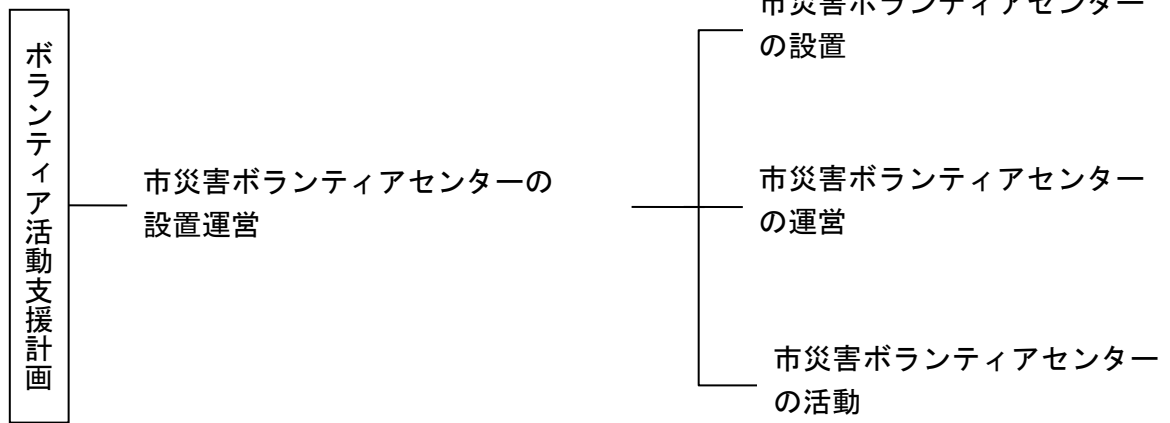 ボランティア活動支援計画
市災害ボランティアセンターの
設置運営
市災害ボランティアセンター
の設置
市災害ボランティアセンター
の運営
市災害ボランティアセンター
の活動